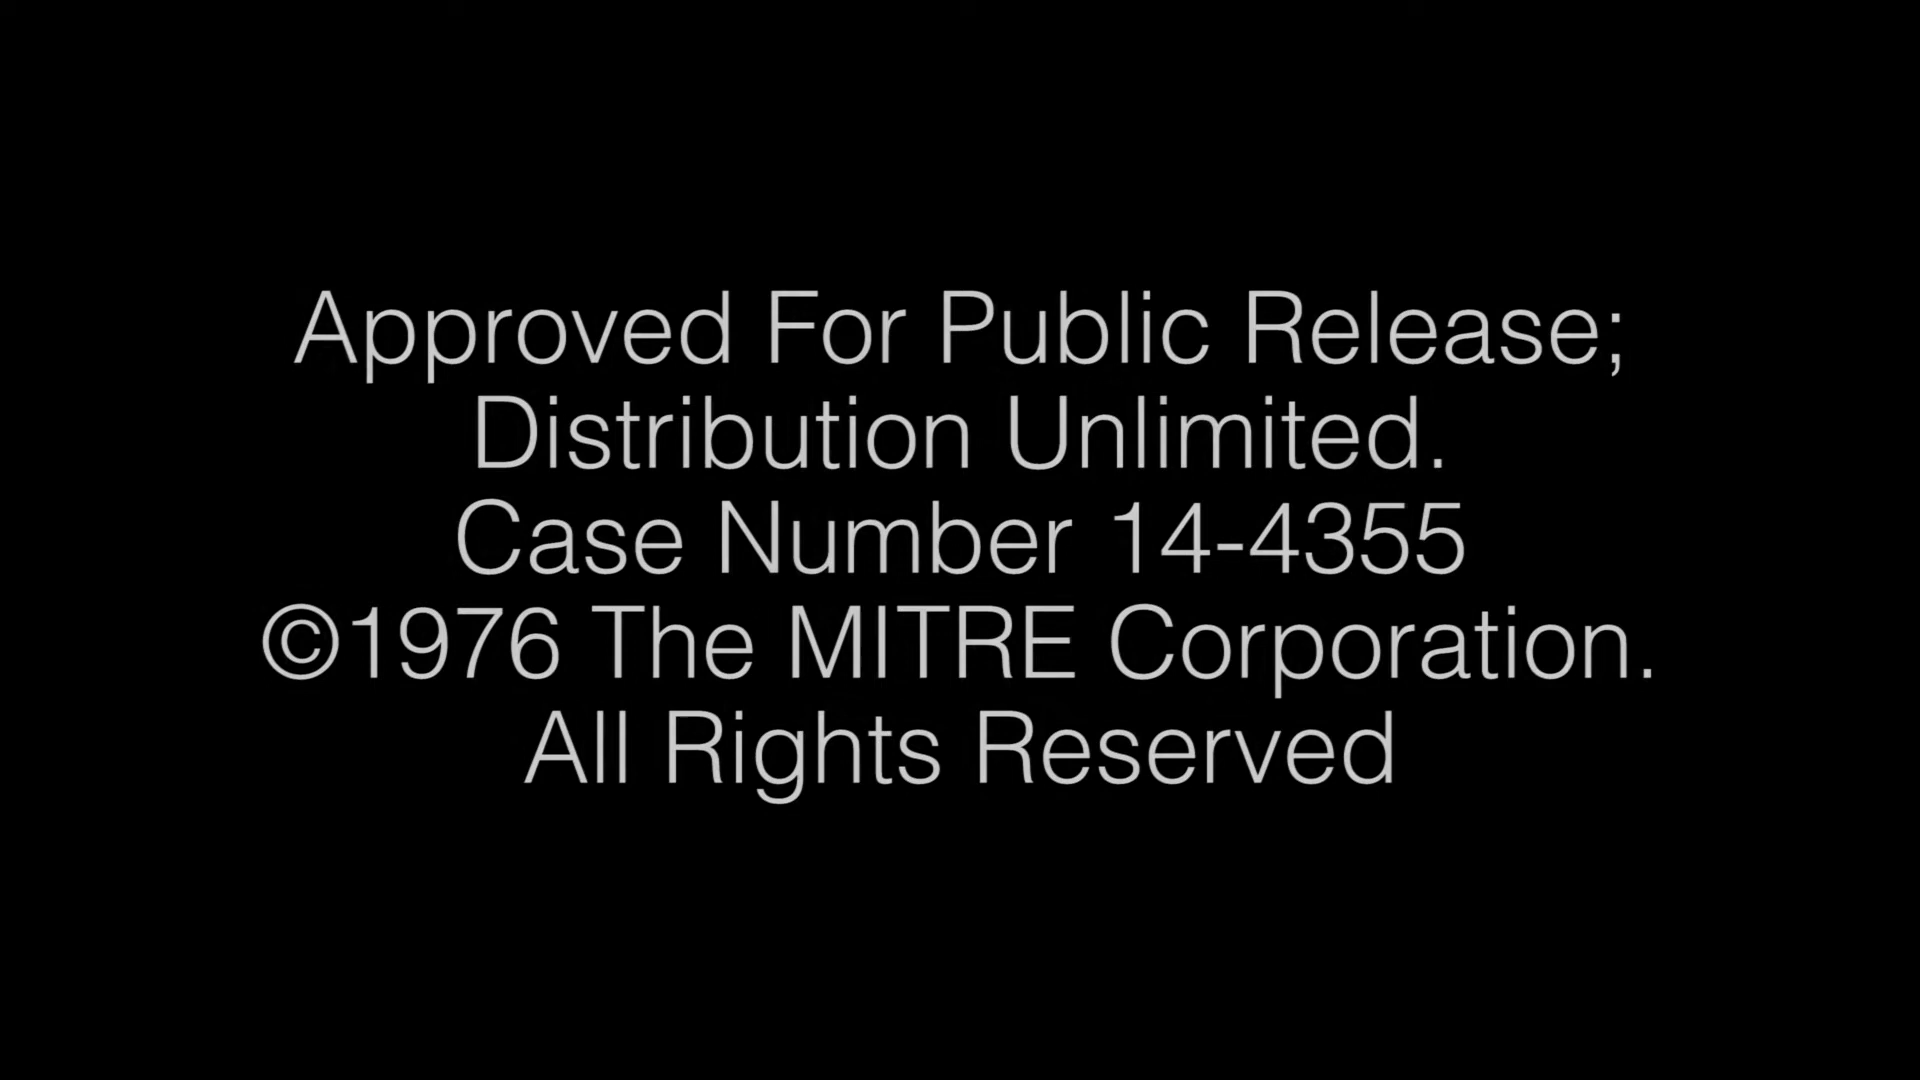 Approved For Public Release;
Distribution Unlimited.
Case Number 14-4355
©1976 The MITRE Corporation.
All Rights Reserved